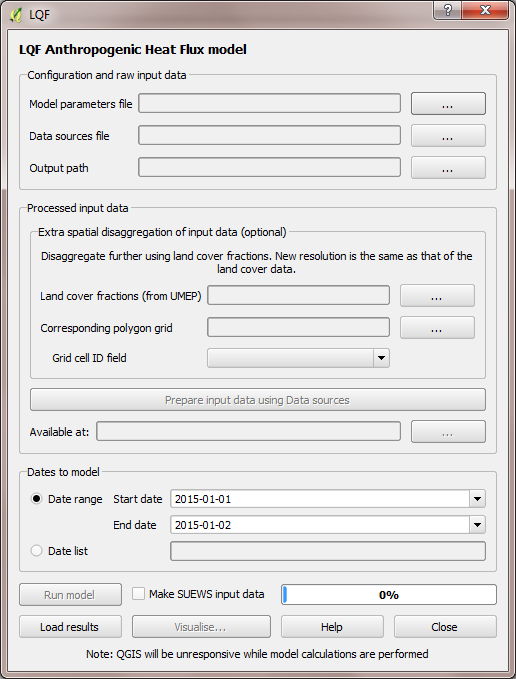 LQF
LQF Anthropogenic Heat Flux model
Configuration and raw input data
Model parameters file ...
Data sources file ...
Output path ...
Processed input data
Extra spatial disaggregation of input data (optional)
Disaggregate further using land cover fractions. New resolution is the same as that of the
land cover data.
Land cover fractions (from UMEP) ...
Corresponding polygon grid ...
Grid cell ID field
Prepare input data using Data sources
Available at: ...
Dates to model
Date range Start date 2015-01-01
End date 2015-01-02
Date list
Run model Make SUEWS input data 0%
Load results Visualise... Help Close
Note: QGIS will be unresponsive while model calculations are performed